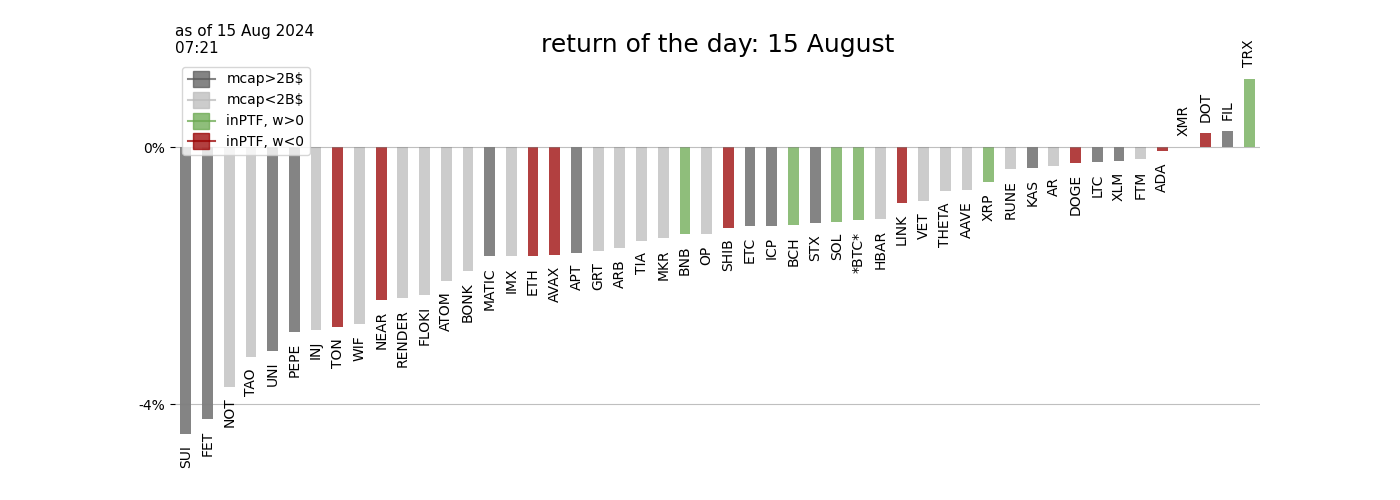 as of 15 Aug 2024
07:21
return of the day: 15 August
mcap>2B$
mcap<2B$
inPTF, w>0
inPTF, w<0
0%
-4%
SUI
FET
NOT
TAO
UNI
PEPE
INJ
TON
WIF
NEAR
RENDER
FLOKI
ATOM
BONK
MATIC
IMX
ETH
AVAX
APT
GRT
ARB
TIA
MKR
BNB
OP
SHIB
ETC
ICP
BCH
STX
SOL
*BTC*
HBAR
LINK
VET
THETA
AAVE
XRP
RUNE
KAS
AR
DOGE
LTC
XLM
FTM
ADA
XMR
DOT
FIL
TRX